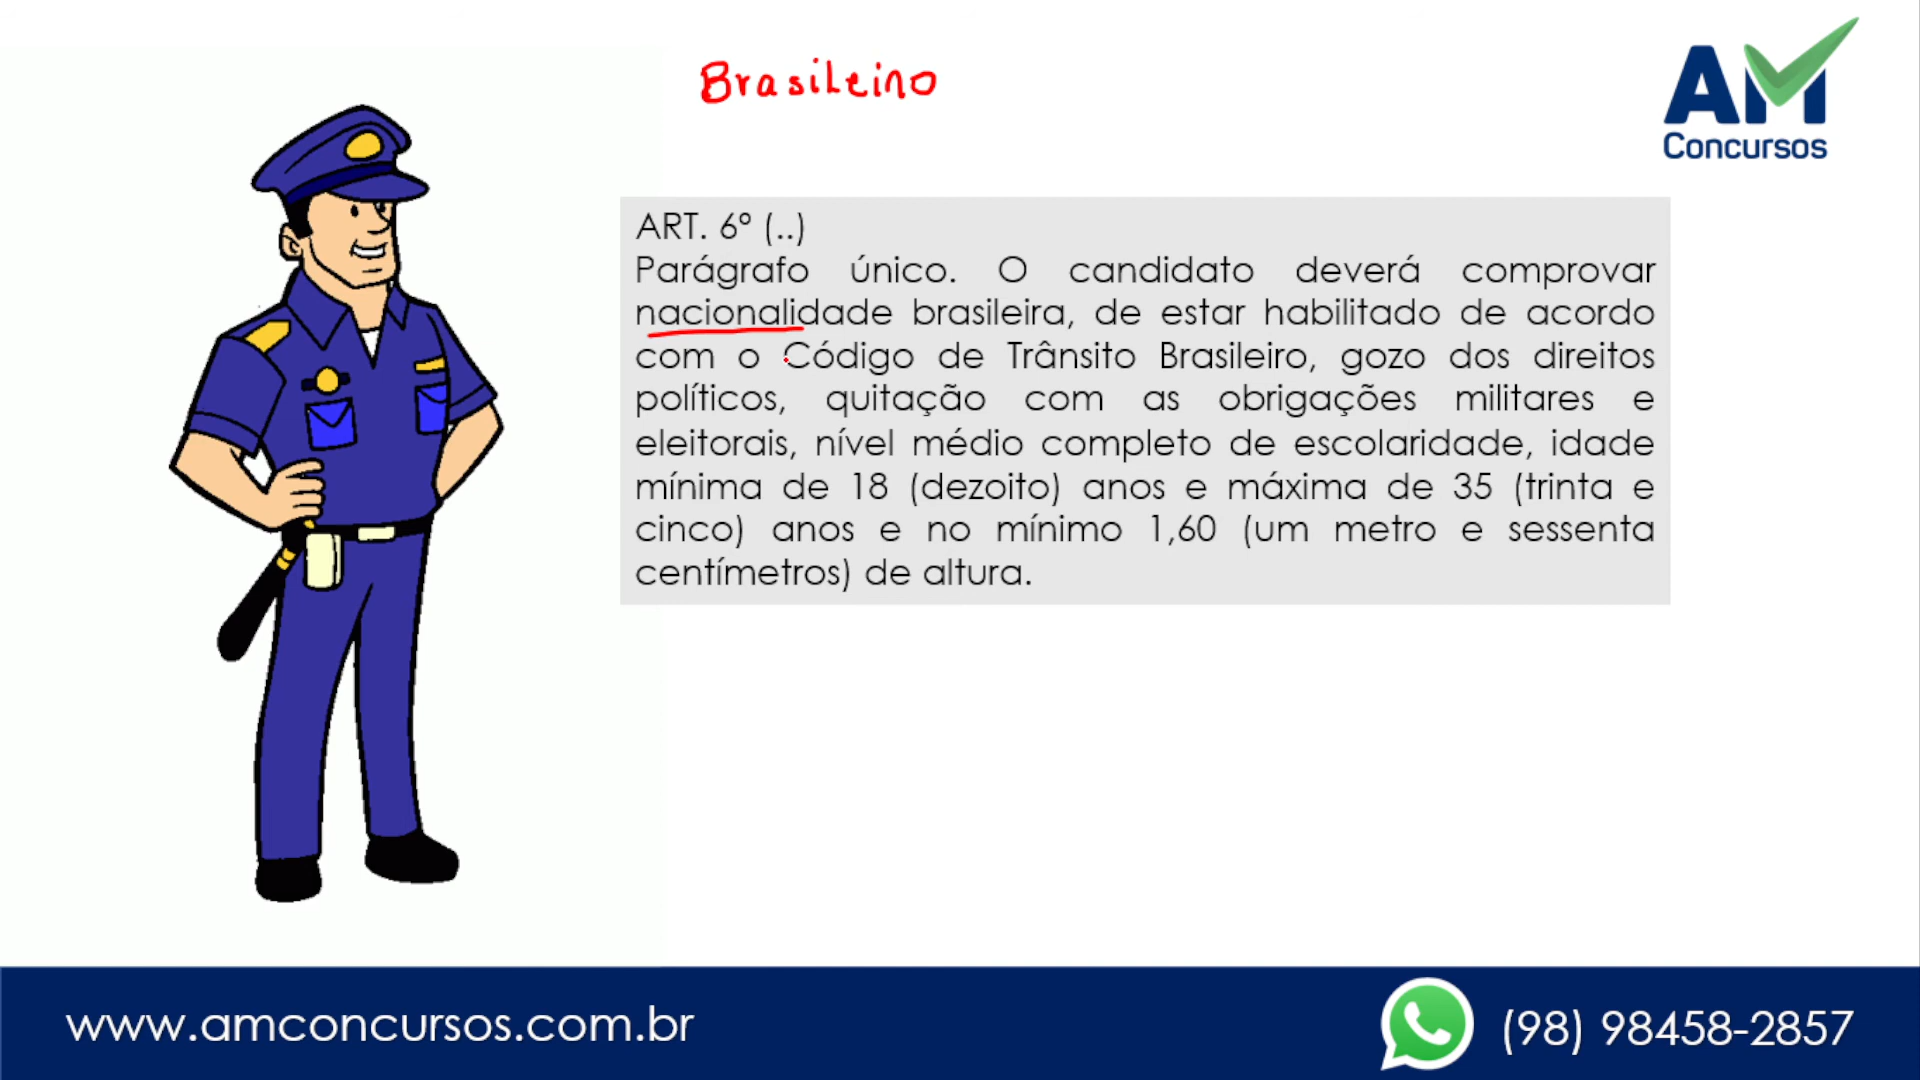 Brasileiro
AM
Concursos
ART. 6º (..)
Parágrafo único. O candidato deverá comprovar
nacionalidade brasileira, de estar habilitado de acordo
com o Código de Trânsito Brasileiro, gozo dos direitos
políticos, quitação com as obrigações militares e
eleitorais, nível médio completo de escolaridade, idade
mínima de 18 (dezoito) anos e máxima de 35 (trinta e
cinco) anos e no mínimo 1,60 (um metro e sessenta
centímetros) de altura.
www.amconcursos.com.br
(98) 98458-2857